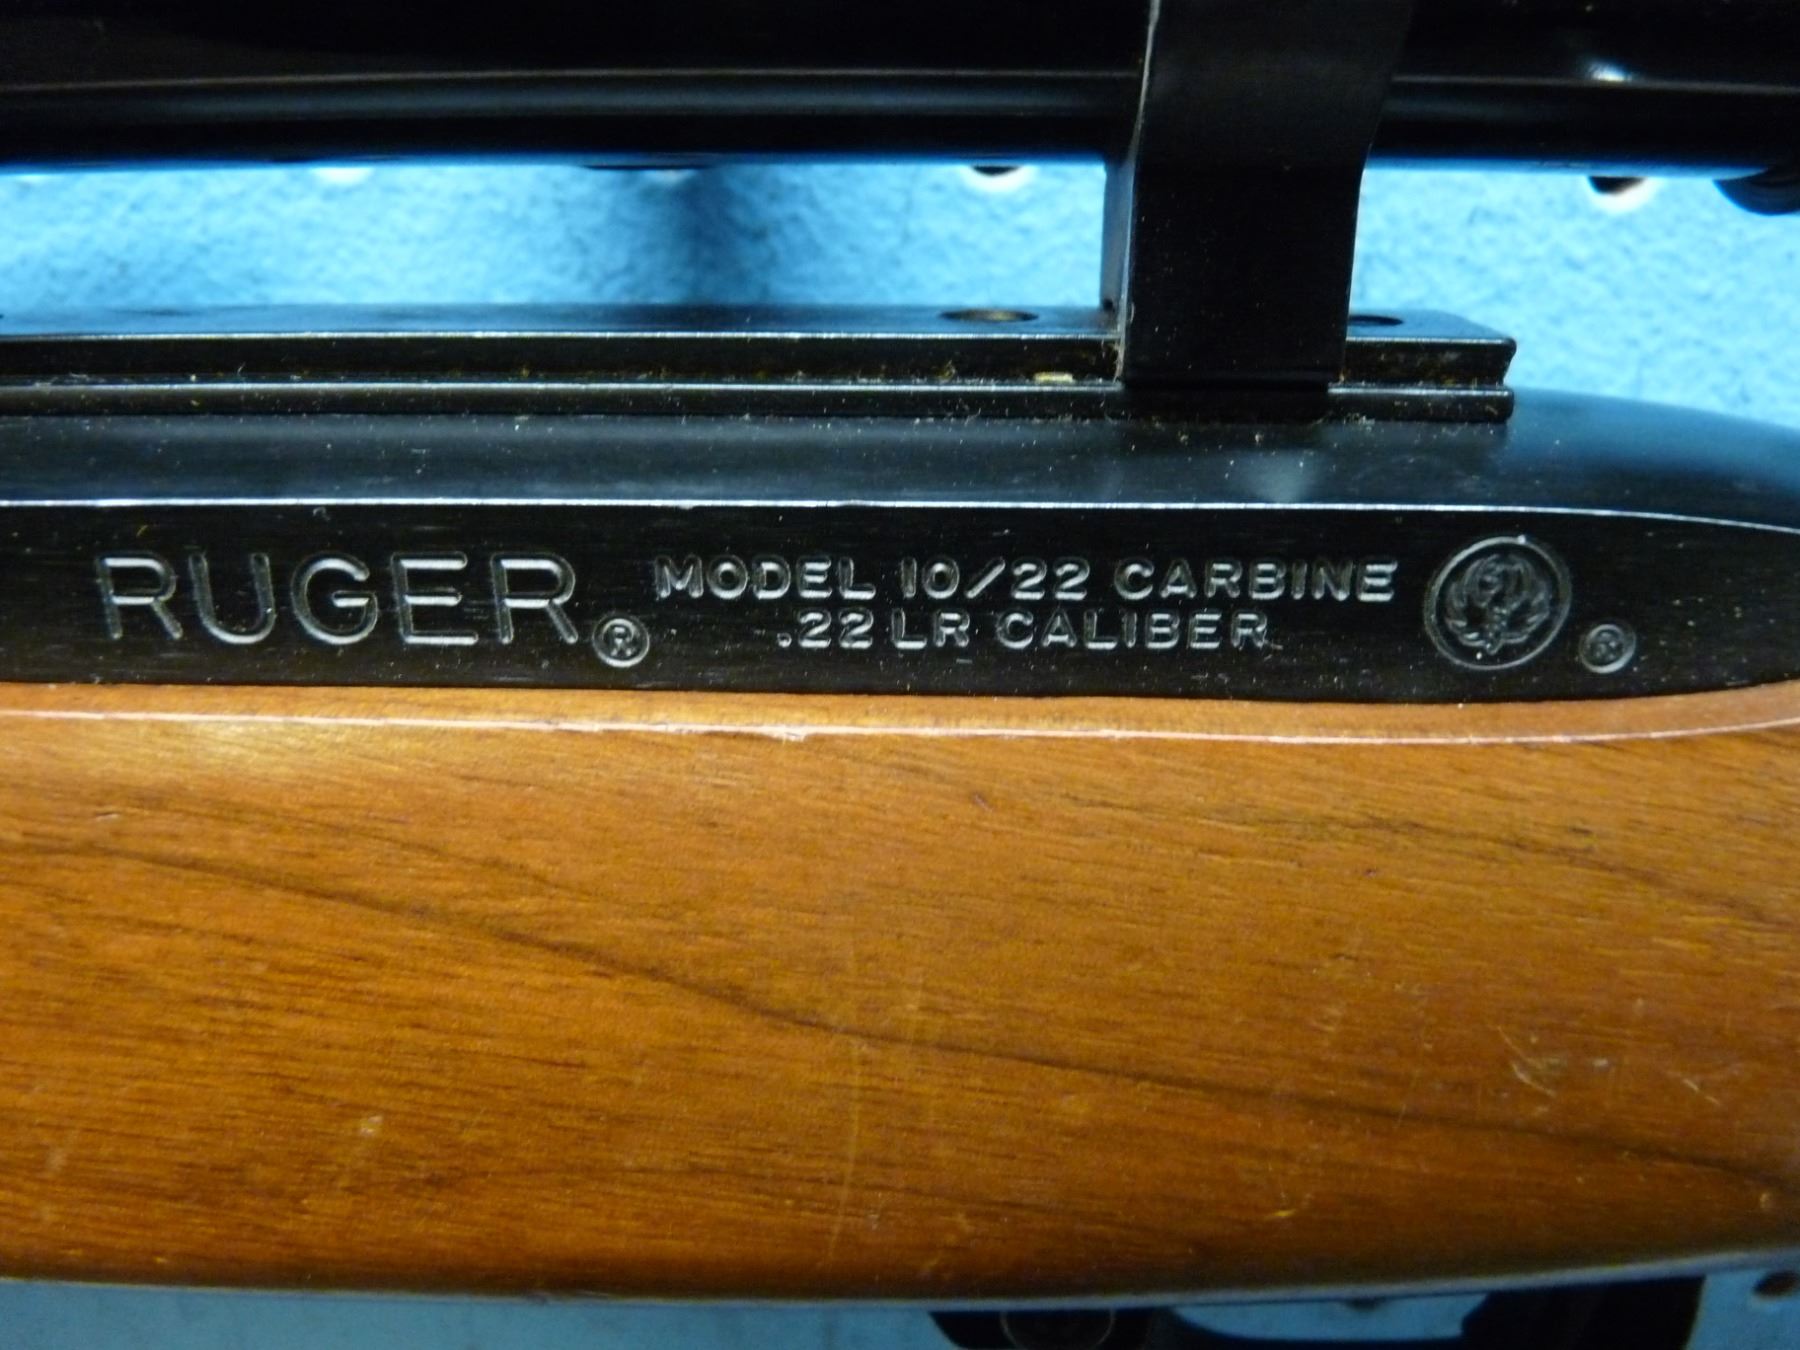 RUGER ®
MODEL 10/22 CARBINE
.22 LR CALIBER
®